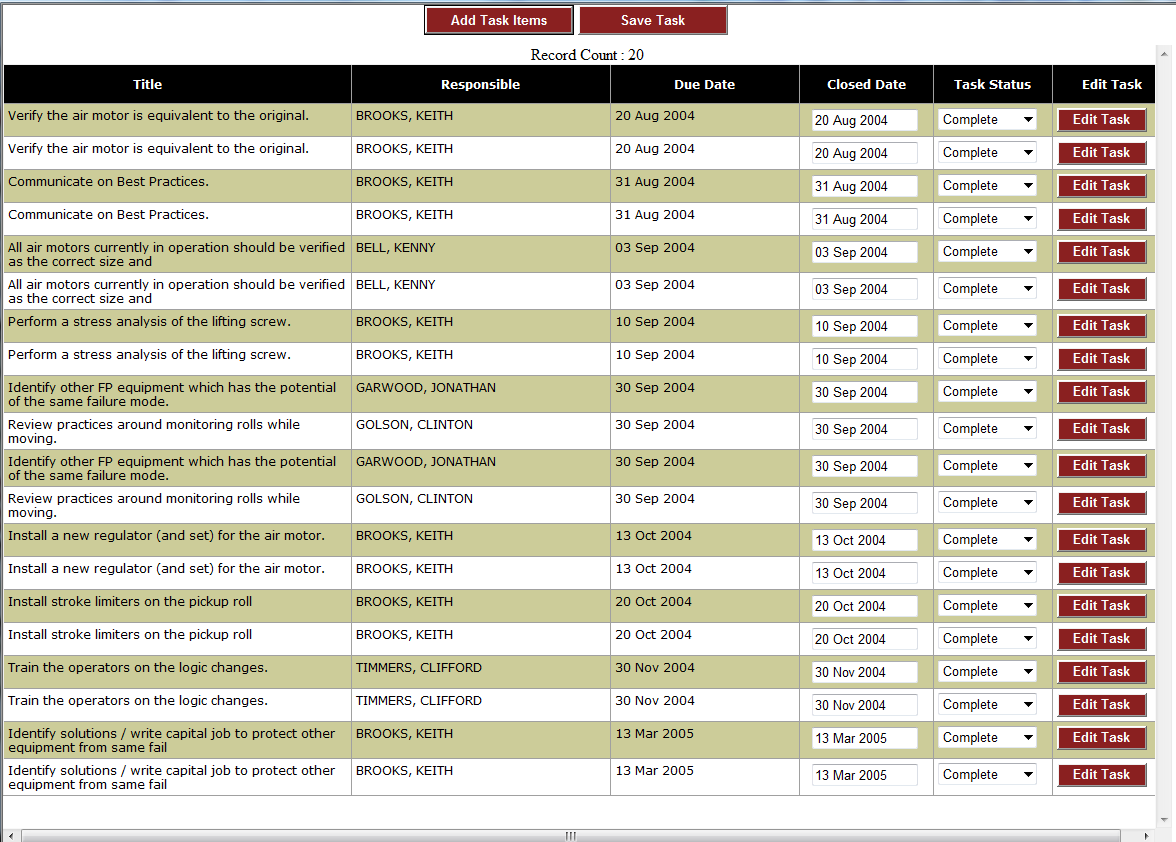 Add Task Items Save Task
Record Count : 20
Title Responsible Due Date Closed Date Task Status Edit Task
Verify the air motor is equivalent to the original. BROOKS, KEITH 20 Aug 2004 20 Aug 2004 Complete Edit Task
Verify the air motor is equivalent to the original. BROOKS, KEITH 20 Aug 2004 20 Aug 2004 Complete Edit Task
Communicate on Best Practices. BROOKS, KEITH 31 Aug 2004 31 Aug 2004 Complete Edit Task
Communicate on Best Practices. BROOKS, KEITH 31 Aug 2004 31 Aug 2004 Complete Edit Task
All air motors currently in operation should be verified BELL, KENNY 03 Sep 2004 03 Sep 2004 Complete Edit Task
as the correct size and
All air motors currently in operation should be verified BELL, KENNY 03 Sep 2004 03 Sep 2004 Complete Edit Task
as the correct size and
Perform a stress analysis of the lifting screw. BROOKS, KEITH 10 Sep 2004 10 Sep 2004 Complete Edit Task
Perform a stress analysis of the lifting screw. BROOKS, KEITH 10 Sep 2004 10 Sep 2004 Complete Edit Task
Identify other FP equipment which has the potential GARWOOD, JONATHAN 30 Sep 2004 30 Sep 2004 Complete Edit Task
of the same failure mode.
Review practices around monitoring rolls while GOLSON, CLINTON 30 Sep 2004 30 Sep 2004 Complete Edit Task
moving.
Identify other FP equipment which has the potential GARWOOD, JONATHAN 30 Sep 2004 30 Sep 2004 Complete Edit Task
of the same failure mode.
Review practices around monitoring rolls while GOLSON, CLINTON 30 Sep 2004 30 Sep 2004 Complete Edit Task
moving.
Install a new regulator (and set) for the air motor. BROOKS, KEITH 13 Oct 2004 13 Oct 2004 Complete Edit Task
Install a new regulator (and set) for the air motor. BROOKS, KEITH 13 Oct 2004 13 Oct 2004 Complete Edit Task
Install stroke limiters on the pickup roll BROOKS, KEITH 20 Oct 2004 20 Oct 2004 Complete Edit Task
Install stroke limiters on the pickup roll BROOKS, KEITH 20 Oct 2004 20 Oct 2004 Complete Edit Task
Train the operators on the logic changes. TIMMERS, CLIFFORD 30 Nov 2004 30 Nov 2004 Complete Edit Task
Train the operators on the logic changes. TIMMERS, CLIFFORD 30 Nov 2004 30 Nov 2004 Complete Edit Task
Identify solutions / write capital job to protect other BROOKS, KEITH 13 Mar 2005 13 Mar 2005 Complete Edit Task
equipment from same fail
Identify solutions / write capital job to protect other BROOKS, KEITH 13 Mar 2005 13 Mar 2005 Complete Edit Task
equipment from same fail